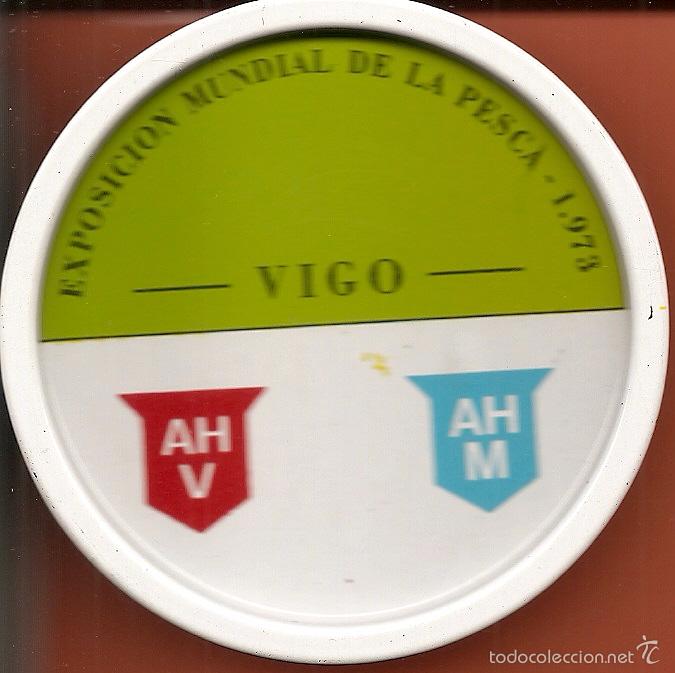 EXPOSICION MUNDIAL DE LA PESCA - 1.973
VIGO
AH
V
AH
M
todocoleccion.net